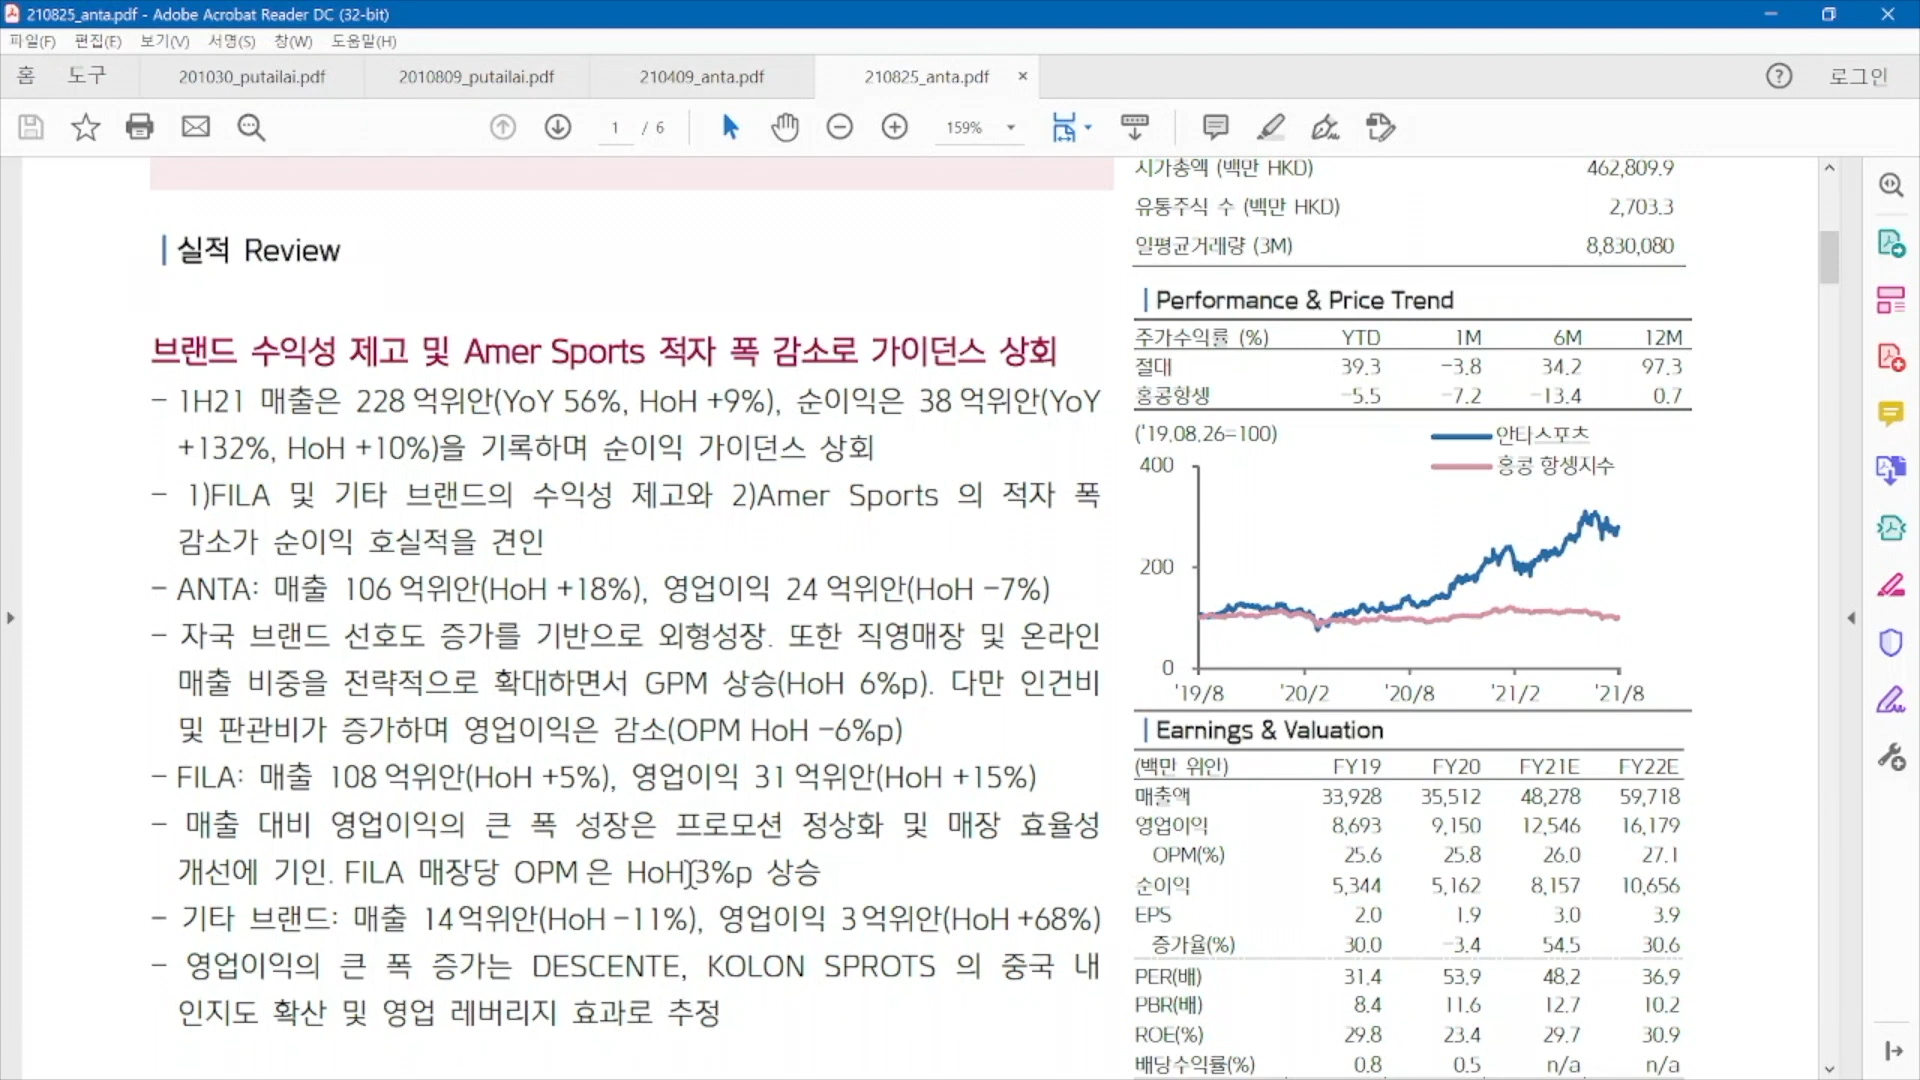 210825_anta.pdf - Adobe Acrobat Reader DC (32-bit)
파일(F) 편집(E) 보기(V) 서명(S) 창(W) 도움말(H)
홈 도구 201030_putailai.pdf 2010809_putailai.pdf 210409_anta.pdf 210825_anta.pdf × 로그인
1 / 6 159%
실적 Review
브랜드 수익성 제고 및 Amer Sports 적자 폭 감소로 가이던스 상회
- 1H21 매출은 228 억위안(YoY 56%, HoH +9%), 순이익은 38 억위안(YoY
+132%, HoH +10%)을 기록하며 순이익 가이던스 상회
- 1)FILA 및 기타 브랜드의 수익성 제고와 2)Amer Sports 의 적자 폭
감소가 순이익 호실적을 견인
- ANTA: 매출 106 억위안(HoH +18%), 영업이익 24 억위안(HoH -7%)
- 자국 브랜드 선호도 증가를 기반으로 외형성장. 또한 직영매장 및 온라인
매출 비중을 전략적으로 확대하면서 GPM 상승(HoH 6%p). 다만 인건비
및 판관비가 증가하며 영업이익은 감소(OPM HoH -6%p)
- FILA: 매출 108 억위안(HoH +5%), 영업이익 31 억위안(HoH +15%)
- 매출 대비 영업이익의 큰 폭 성장은 프로모션 정상화 및 매장 효율성
개선에 기인. FILA 매장당 OPM 은 HoH 3%p 상승
- 기타 브랜드: 매출 14억위안(HoH -11%), 영업이익 3억위안(HoH +68%)
- 영업이익의 큰 폭 증가는 DESCENTE, KOLON SPROTS 의 중국 내
인지도 확산 및 영업 레버리지 효과로 추정
시가총액 (백만 HKD) 462,809.9
유통주식 수 (백만 HKD) 2,703.3
일평균거래량 (3M) 8,830,080
Performance & Price Trend
주가수익률 (%) YTD 1M 6M 12M
절대 39.3 -3.8 34.2 97.3
홍콩항셍 -5.5 -7.2 -13.4 0.7
('19.08.26=100) 안타스포츠
400 홍콩 항셍지수
200
0
'19/8 '20/2 '20/8 '21/2 '21/8
Earnings & Valuation
(백만 위안) FY19 FY20 FY21E FY22E
매출액 33,928 35,512 48,278 59,718
영업이익 8,693 9,150 12,546 16,179
OPM(%) 25.6 25.8 26.0 27.1
순이익 5,344 5,162 8,157 10,656
EPS 2.0 1.9 3.0 3.9
증가율(%) 30.0 -3.4 54.5 30.6
PER(배) 31.4 53.9 48.2 36.9
PBR(배) 8.4 11.6 12.7 10.2
ROE(%) 29.8 23.4 29.7 30.9
배당수익률(%) 0.8 0.5 n/a n/a